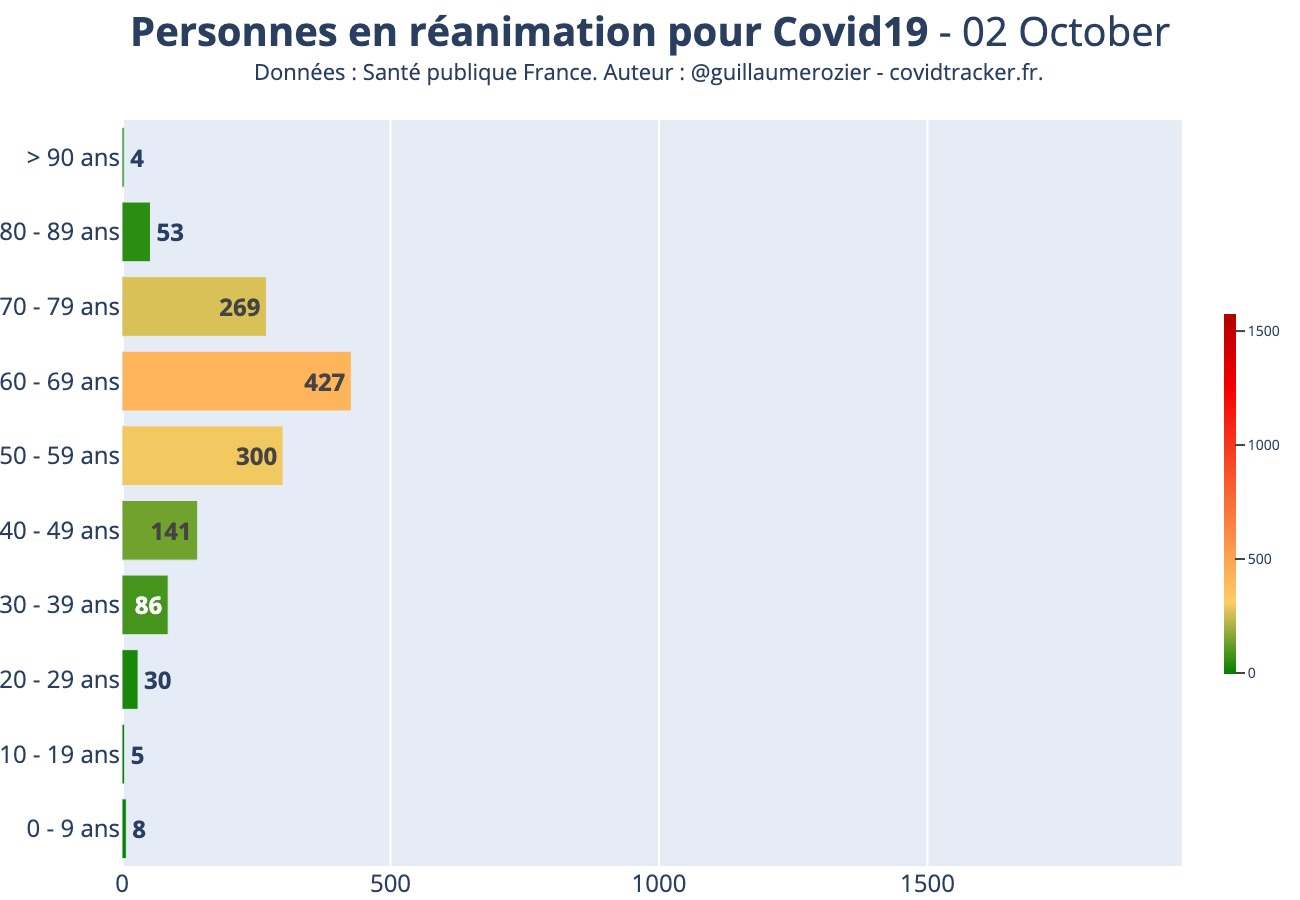 Personnes en réanimation pour Covid19 - 02 October
Données : Santé publique France. Auteur : @guillaumerozier - covidtracker.fr.
> 90 ans 4
80 - 89 ans 53
70 - 79 ans 269
60 - 69 ans 427
50 - 59 ans 300
40 - 49 ans 141
30 - 39 ans 86
20 - 29 ans 30
10 - 19 ans 5
0 - 9 ans 8
0 500 1000 1500
1500
1000
500
0